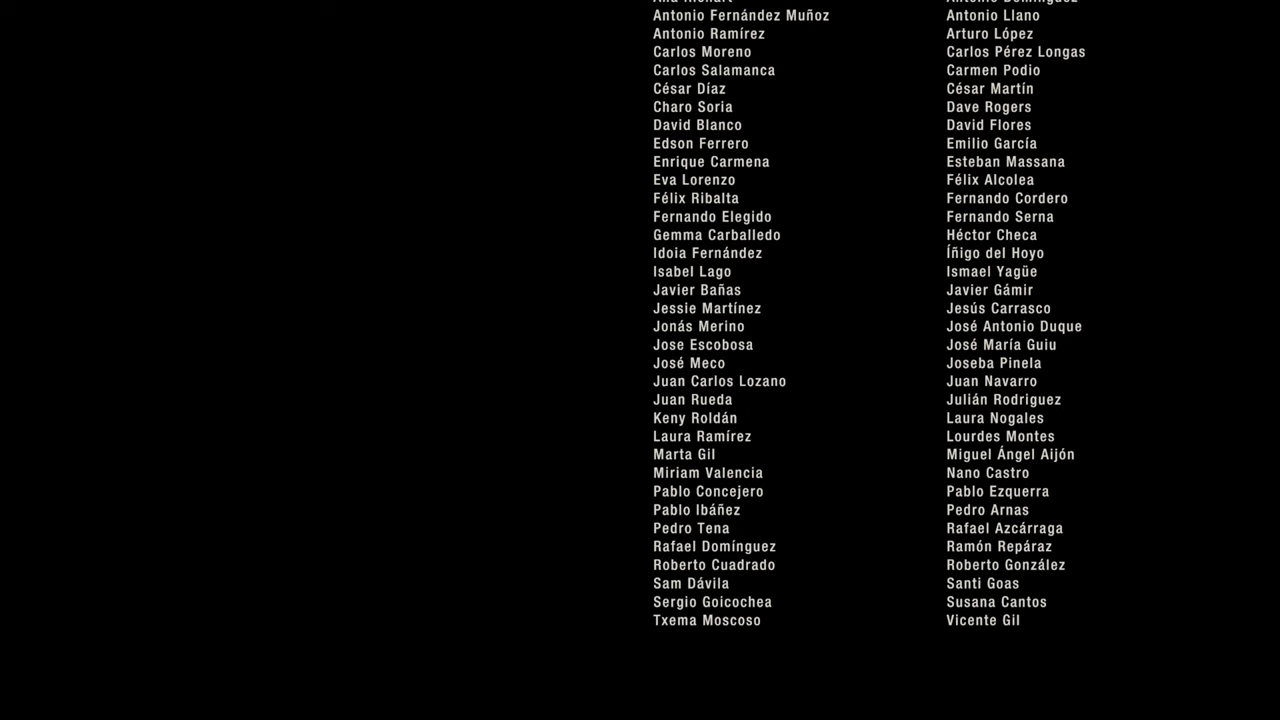 Antonio Fernández Muñoz Antonio Llano
Antonio Ramírez Arturo López
Carlos Moreno Carlos Pérez Longas
Carlos Salamanca Carmen Podio
César Díaz César Martín
Charo Soria Dave Rogers
David Blanco David Flores
Edson Ferrero Emilio García
Enrique Carmena Esteban Massana
Eva Lorenzo Félix Alcolea
Félix Ribalta Fernando Cordero
Fernando Elegido Fernando Serna
Gemma Carballedo Héctor Checa
Idoia Fernández Íñigo del Hoyo
Isabel Lago Ismael Yagüe
Javier Bañas Javier Gámir
Jessie Martínez Jesús Carrasco
Jonás Merino José Antonio Duque
Jose Escobosa José María Guiu
José Meco Joseba Pinela
Juan Carlos Lozano Juan Navarro
Juan Rueda Julián Rodriguez
Keny Roldán Laura Nogales
Laura Ramírez Lourdes Montes
Marta Gil Miguel Ángel Aijón
Miriam Valencia Nano Castro
Pablo Concejero Pablo Ezquerra
Pablo Ibáñez Pedro Arnas
Pedro Tena Rafael Azcárraga
Rafael Domínguez Ramón Repáraz
Roberto Cuadrado Roberto González
Sam Dávila Santi Goas
Sergio Goicochea Susana Cantos
Txema Moscoso Vicente Gil